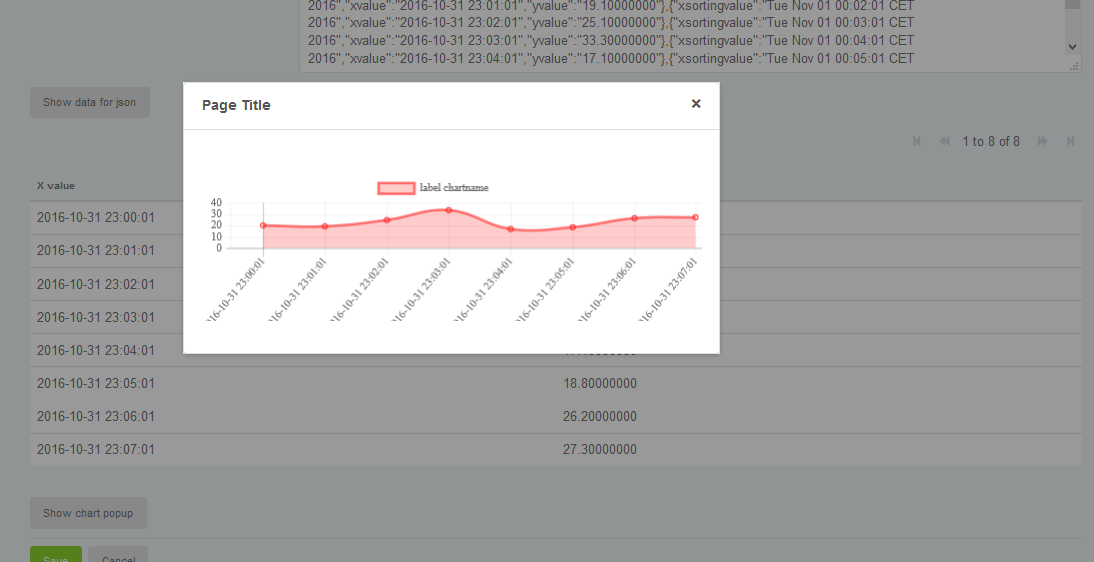 2016","xvalue":"2016-10-31 23:01:01","yvalue":"19.10000000"},{"xsortingvalue":"Tue Nov 01 00:02:01 CET
2016","xvalue":"2016-10-31 23:02:01","yvalue":"25.10000000"},{"xsortingvalue":"Tue Nov 01 00:03:01 CET
2016","xvalue":"2016-10-31 23:03:01","yvalue":"33.30000000"},{"xsortingvalue":"Tue Nov 01 00:04:01 CET
2016","xvalue":"2016-10-31 23:04:01","yvalue":"17.10000000"},{"xsortingvalue":"Tue Nov 01 00:05:01 CET
Show data for json
Page Title
1 to 8 of 8
label chartname
40
30
20
10
0
016-10-31 23:00:01
016-10-31 23:01:01
016-10-31 23:02:01
016-10-31 23:03:01
016-10-31 23:04:01
016-10-31 23:05:01
016-10-31 23:06:01
016-10-31 23:07:01
X value
2016-10-31 23:00:01
2016-10-31 23:01:01
2016-10-31 23:02:01
2016-10-31 23:03:01
2016-10-31 23:04:01
2016-10-31 23:05:01 18.80000000
2016-10-31 23:06:01 26.20000000
2016-10-31 23:07:01 27.30000000
Show chart popup
Save Cancel